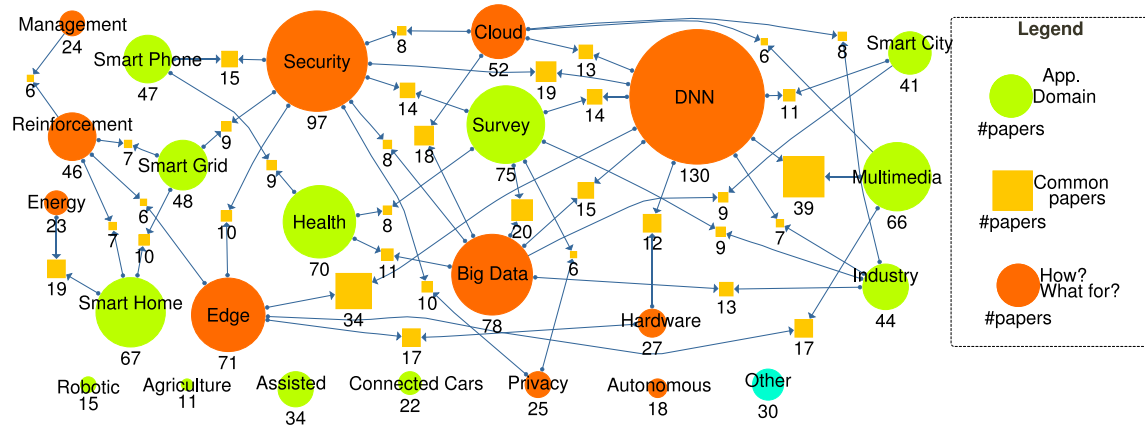 Management
24
Smart Phone
47
15
Security
97
8
Cloud
52
13
6
8
Smart City
41
6
Reinforcement
46
7
9
Smart Grid
48
14
19
Survey
75
14
DNN
130
11
8
18
9
Multimedia
66
39
Energy
23
7
6
10
10
Health
70
8
11
20
15
12
9
9
7
19
Smart Home
67
Edge
71
34
10
Big Data
78
6
13
Industry
44
17
Hardware
27
17
Robotic
15
Agriculture
11
Assisted
34
Connected Cars
22
Privacy
25
Autonomous
18
Other
30
Legend
App.
Domain
#papers
Common
papers
#papers
How?
What for?
#papers